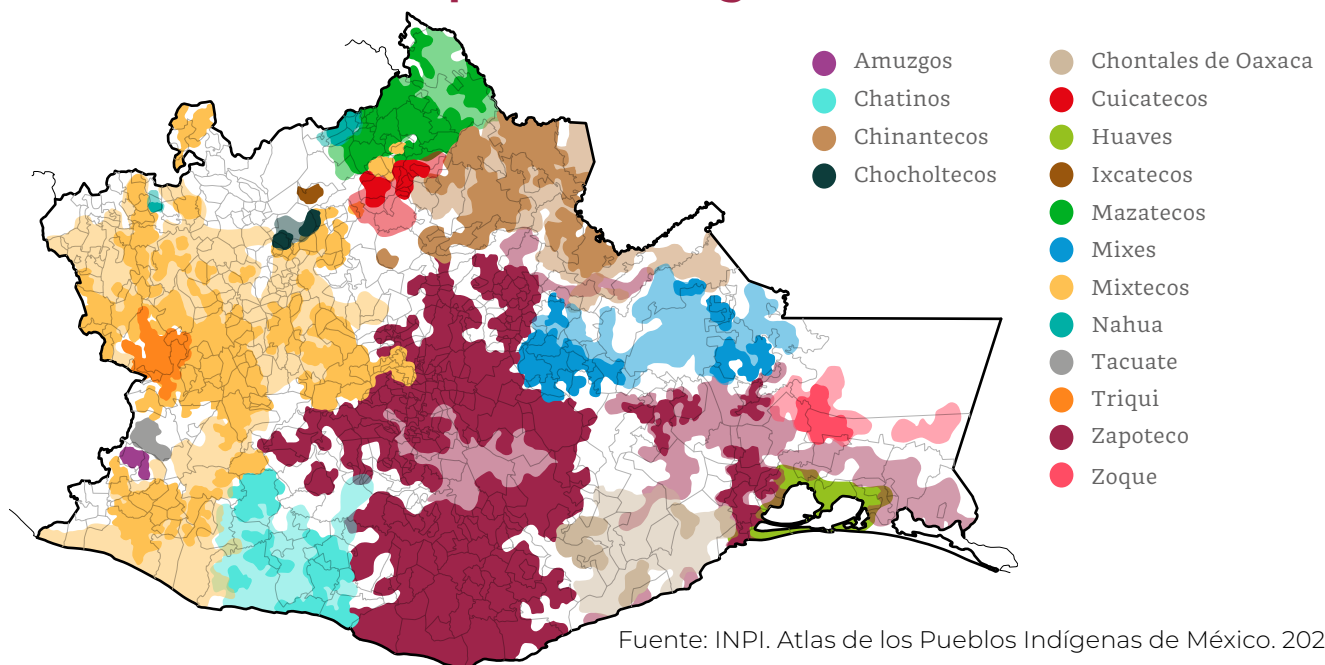 Amuzgos
Chatinos
Chinantecos
Chocholtecos
Chontales de Oaxaca
Cuicatecos
Huaves
Ixcatecos
Mazatecos
Mixes
Mixtecos
Nahua
Tacuate
Triqui
Zapoteco
Zoque
Fuente: INPI. Atlas de los Pueblos Indígenas de México. 202